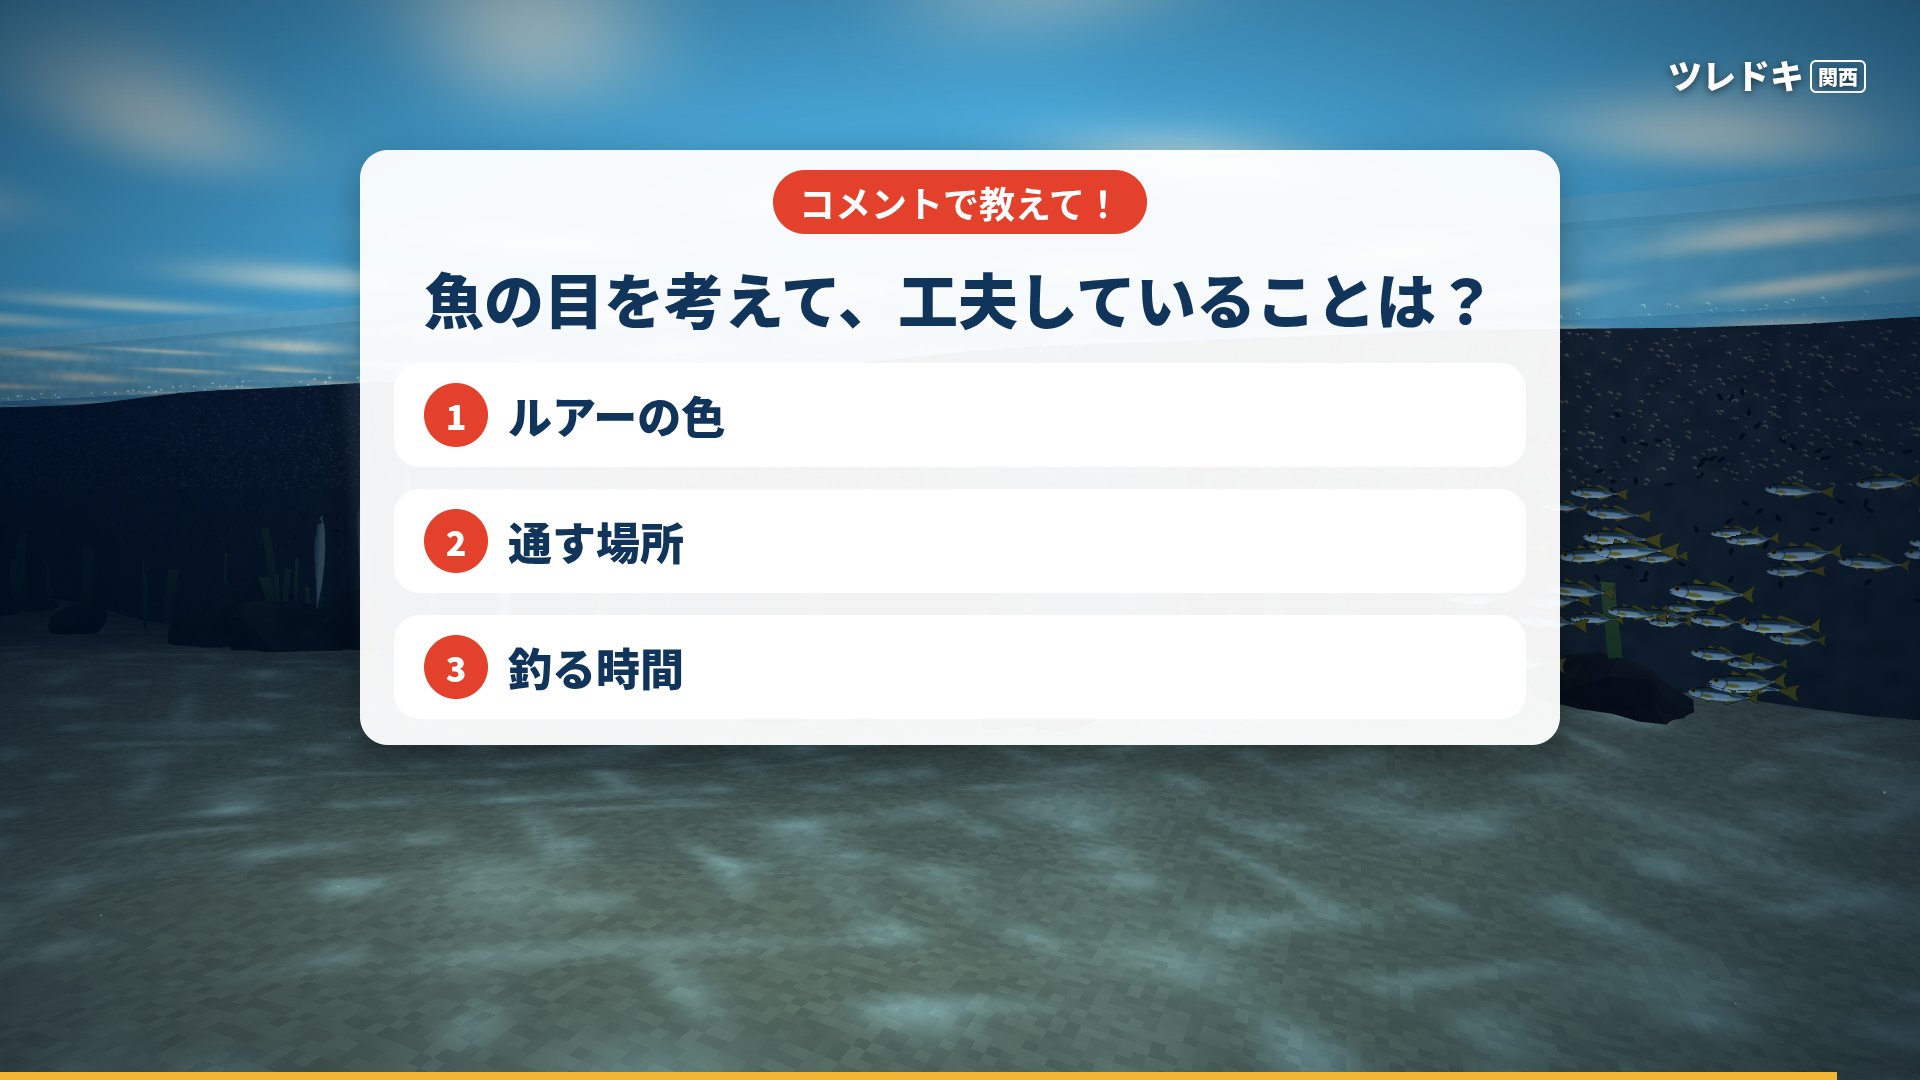 ツレドキ 関西
コメントで教えて！
魚の目を考えて、工夫していることは？
1 ルアーの色
2 通す場所
3 釣る時間